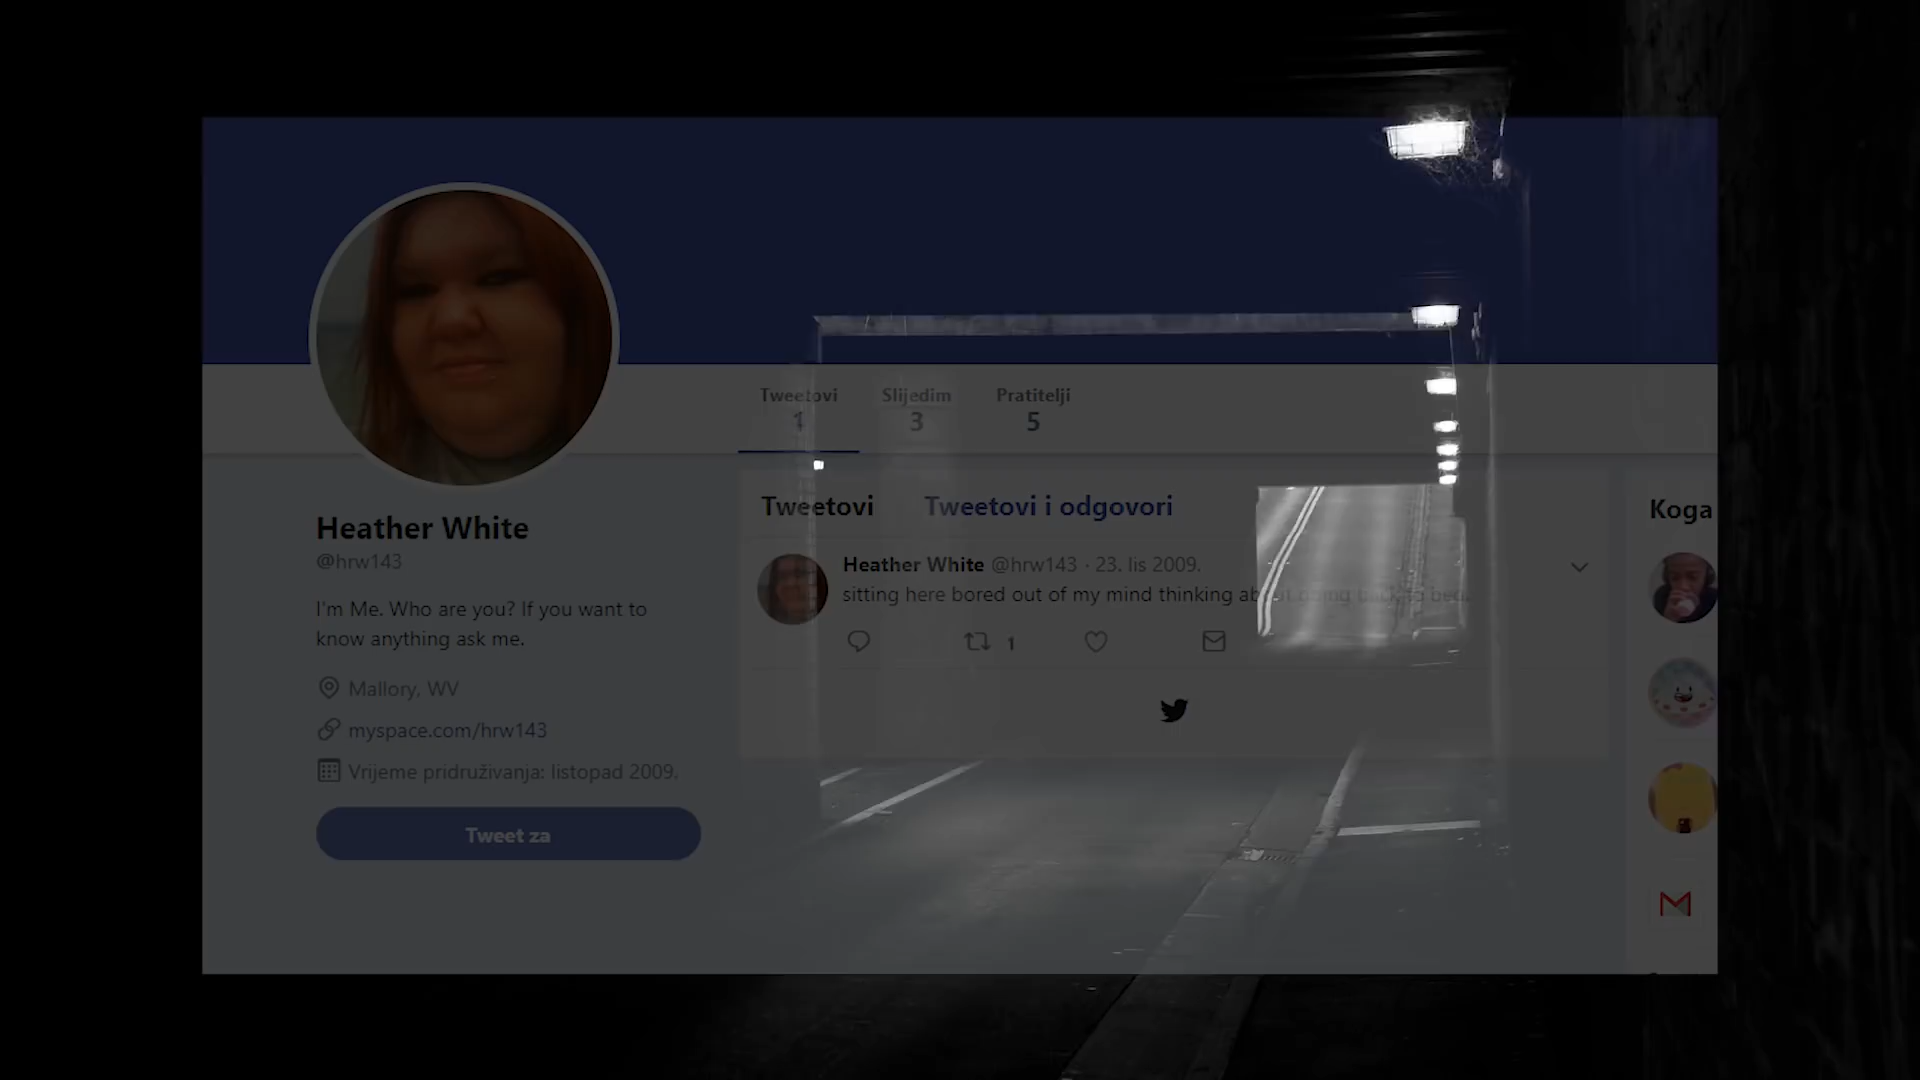 Tweetovi Slijedim Pratitelji
1 3 5
Tweetovi Tweetovi i odgovori
Koga
Heather White
@hrw143
I'm Me. Who are you? If you want to
know anything ask me.
Mallory, WV
myspace.com/hrw143
Vrijeme pridruživanja: listopad 2009.
Tweet za
Heather White @hrw143 · 23. lis 2009.
sitting here bored out of my mind thinking about going back to bed.
1